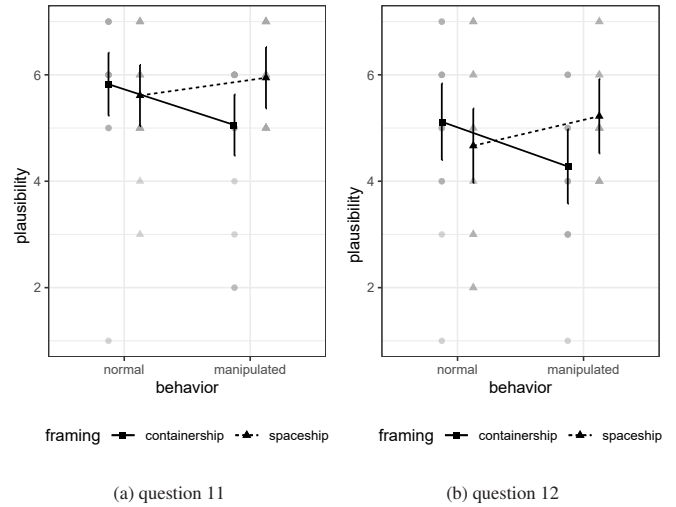 plausibility
6
4
2
normal manipulated
behavior
framing containership spaceship
(a) question 11
plausibility
6
4
2
normal manipulated
behavior
framing containership spaceship
(b) question 12